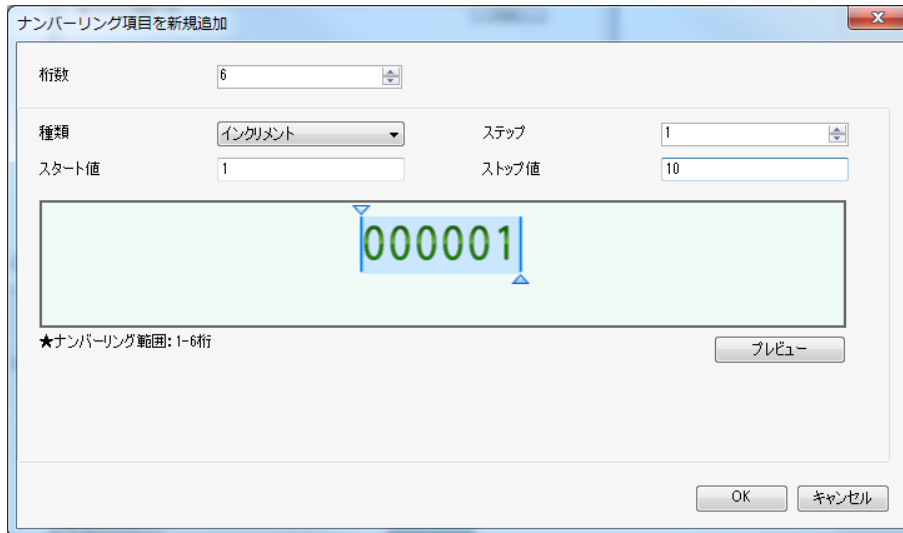 ナンバーリング項目を新規追加
桁数 6
種類 インクリメント ステップ 1
スタート値 1 ストップ値 10
000001
★ナンバーリング範囲: 1-6桁
プレビュー
OK キャンセル